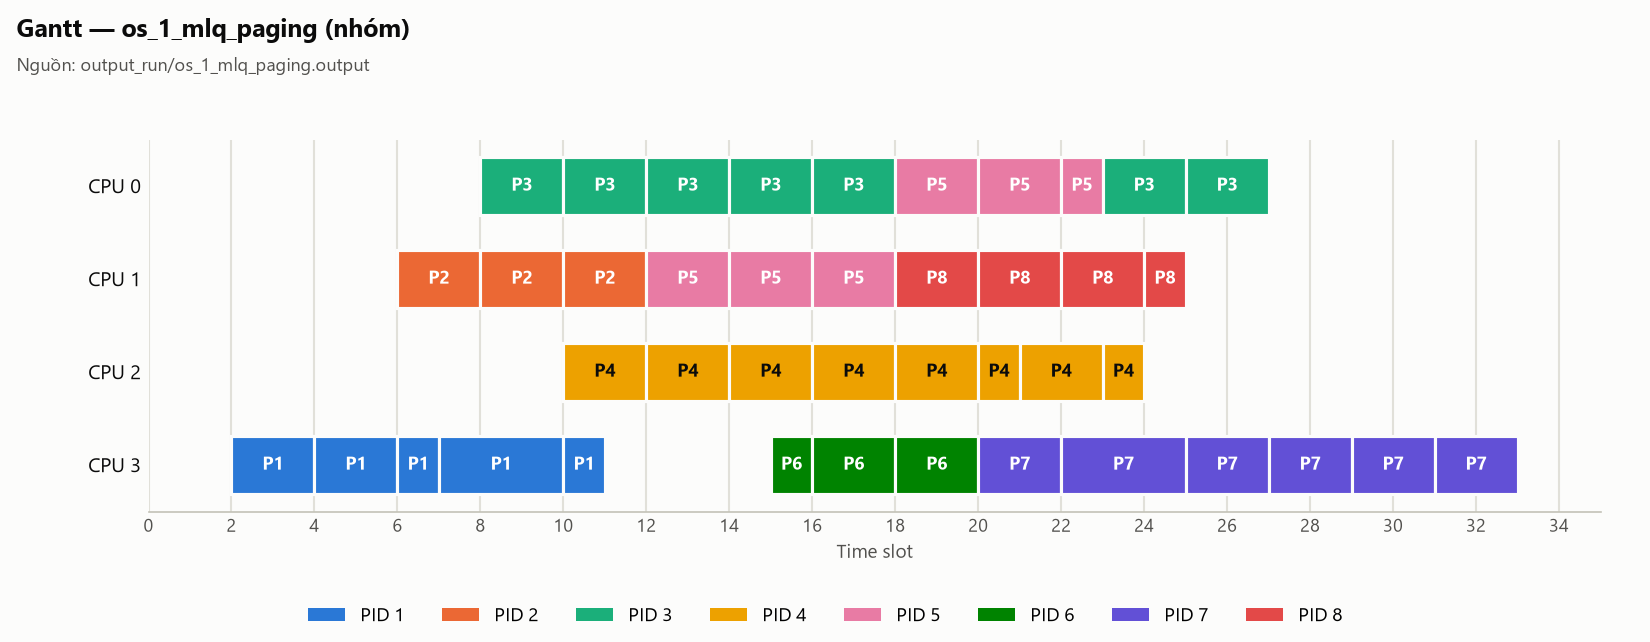 Gantt — os_1_mlq_paging (nhóm)
Nguồn: output_run/os_1_mlq_paging.output
CPU 0 P3 P3 P3 P3 P3 P5 P5 P5 P3 P3
CPU 1 P2 P2 P2 P5 P5 P5 P8 P8 P8 P8
CPU 2 P4 P4 P4 P4 P4 P4 P4 P4
CPU 3 P1 P1 P1 P1 P1 P6 P6 P6 P7 P7 P7 P7 P7 P7
0 2 4 6 8 10 12 14 16 18 20 22 24 26 28 30 32 34
Time slot
PID 1 PID 2 PID 3 PID 4 PID 5 PID 6 PID 7 PID 8